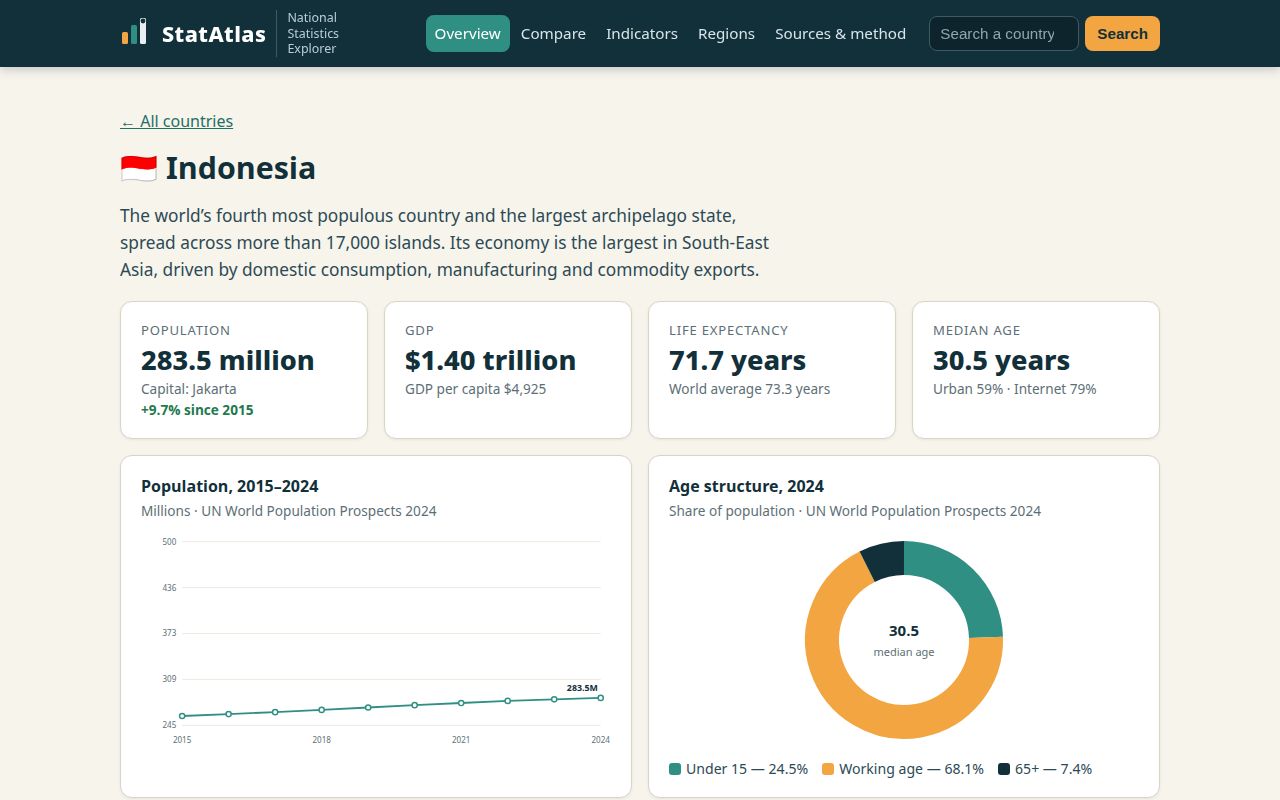 StatAtlas
National
Statistics
Explorer
Overview
Compare
Indicators
Regions
Sources & method
Search a country
Search
← All countries
🇮🇩 Indonesia
The world’s fourth most populous country and the largest archipelago state,
spread across more than 17,000 islands. Its economy is the largest in South-East
Asia, driven by domestic consumption, manufacturing and commodity exports.
POPULATION
283.5 million
Capital: Jakarta
+9.7% since 2015
GDP
$1.40 trillion
GDP per capita $4,925
LIFE EXPECTANCY
71.7 years
World average 73.3 years
MEDIAN AGE
30.5 years
Urban 59% · Internet 79%
Population, 2015–2024
Millions · UN World Population Prospects 2024
500
436
373
309
245
283.5M
2015
2018
2021
2024
Age structure, 2024
Share of population · UN World Population Prospects 2024
30.5
median age
Under 15 — 24.5%
Working age — 68.1%
65+ — 7.4%